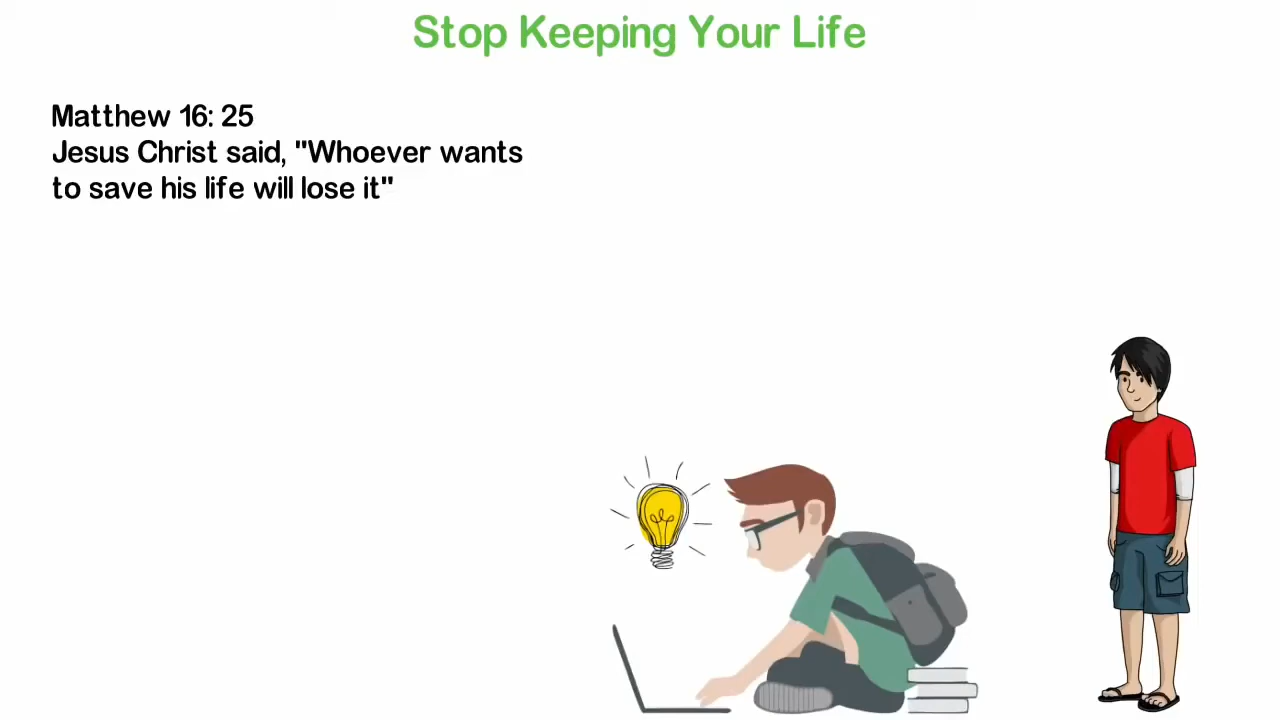 Stop Keeping Your Life
Matthew 16: 25
Jesus Christ said, "Whoever wants
to save his life will lose it"